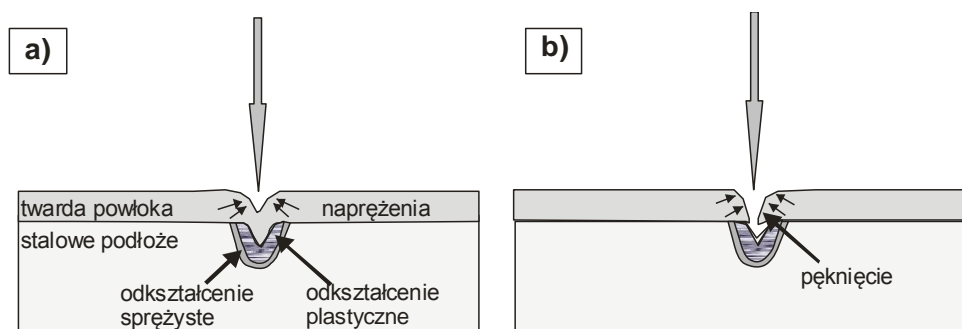 a)
twarda powłoka
naprężenia
stalowe podłoże
odkształcenie
sprężyste
odkształcenie
plastyczne
b)
pęknięcie